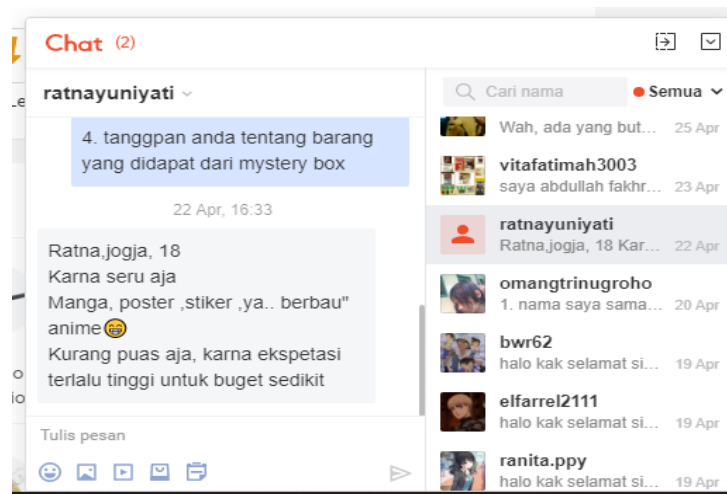 Chat (2)
ratnayuniyati
4. tanggpan anda tentang barang
yang didapat dari mystery box
22 Apr, 16:33
Ratna,jogja, 18
Karna seru aja
Manga, poster ,stiker ,ya.. berbau"
anime😁
Kurang puas aja, karna ekspetasi
terlalu tinggi untuk buget sedikit
Tulis pesan
Cari nama
Semua
Wah, ada yang but... 25 Apr
vitafatimah3003
saya abdullah fakhr... 23 Apr
ratnayuniyati
Ratna,jogja, 18 Kar... 22 Apr
omangtrinugroho
1. nama saya sama... 20 Apr
bwr62
halo kak selamat si... 19 Apr
elfarrel2111
halo kak selamat si... 19 Apr
ranita.ppy
halo kak selamat si... 19 Apr